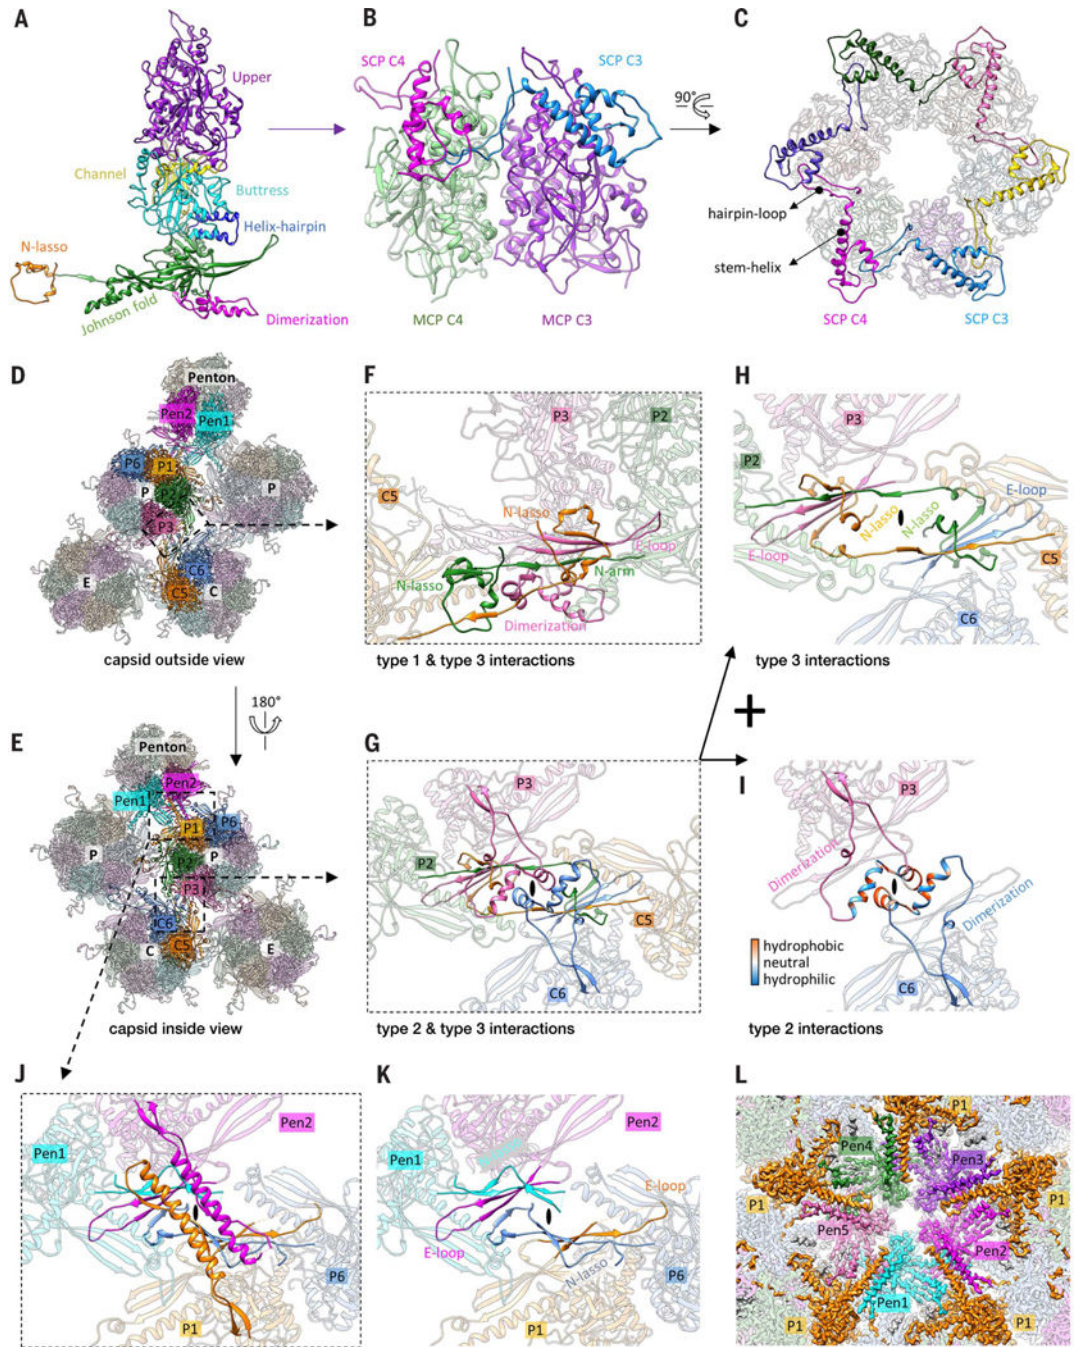 A
Upper
Channel
Buttress
Helix-hairpin
N-lasso
Johnson fold
Dimerization
B
SCP C4
SCP C3
MCP C4
MCP C3
90°
C
hairpin-loop
stem-helix
SCP C4
SCP C3
D
Penton
Pen2
Pen1
P6
P1
P
P
P3
E
C6
C5
C
capsid outside view
180°
E
Penton
Pen2
Pen1
P1
P6
P
P2
P
P3
C6
C
C5
E
capsid inside view
F
P3
P2
C5
N-lasso
E-loop
N-lasso
N-arm
Dimerization
type 1 & type 3 interactions
G
P3
P2
C5
C6
type 2 & type 3 interactions
H
P3
P2
E-loop
N-lasso
N-lasso
E-loop
C5
C6
type 3 interactions
I
P3
Dimerization
Dimerization
hydrophobic
neutral
hydrophilic
C6
type 2 interactions
J
Pen2
Pen1
P6
P1
K
Pen2
Pen1
E-loop
E-loop
N-lasso
P6
P1
L
P1
Pen4
Pen3
P1
P1
Pen5
Pen2
Pen1
P1
P1